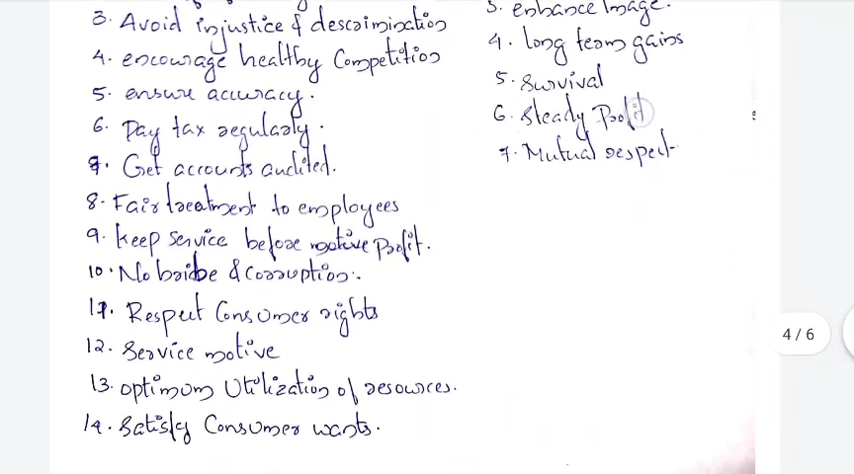 3. Avoid injustice & descrimination
4. encourage healthy Competition
5. ensure accuracy.
6. Pay tax regularly.
7. Get accounts audited.
8. Fair treatment to employees
9. keep service before motive profit.
10. No bribe & corruption.
11. Respect Consumer rights
12. Service motive
13. optimum Utilization of resources.
14. Satisfy Consumer wants.
3. enhance Image.
4. long term gains
5. Survival
6. Steady Profit
7. Mutual respect
4 / 6